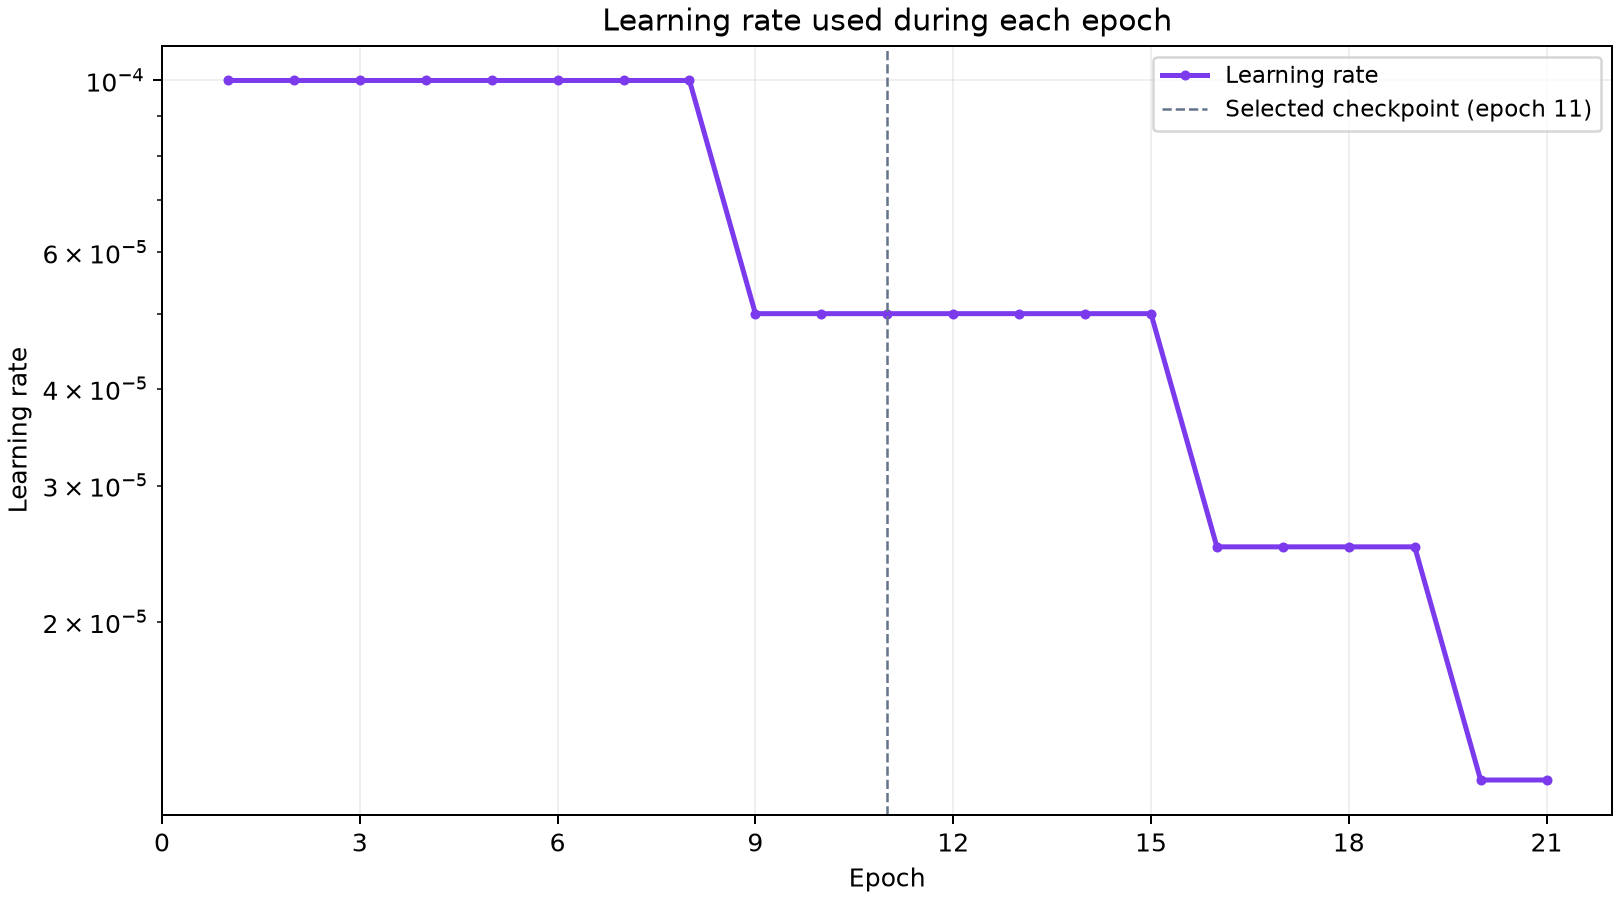 Learning rate used during each epoch
Learning rate
Selected checkpoint (epoch 11)
10⁻⁴
6 × 10⁻⁵
4 × 10⁻⁵
3 × 10⁻⁵
2 × 10⁻⁵
Learning rate
0 3 6 9 12 15 18 21
Epoch